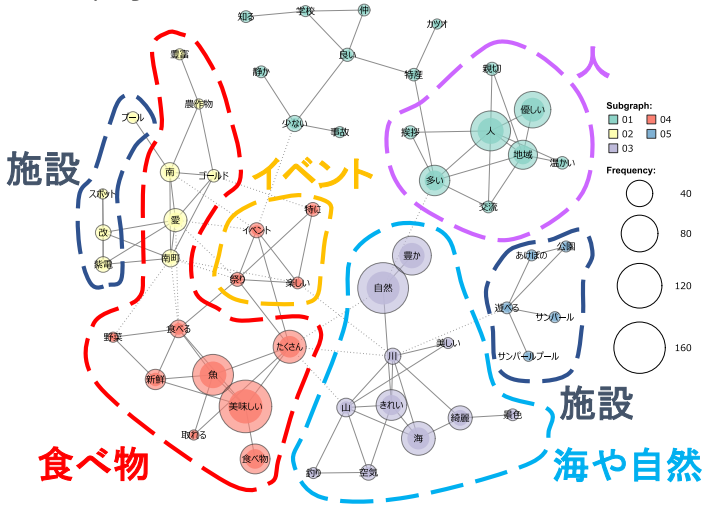 知る
学校
仲
カツオ
良い
豊富
静か
特産
親切
人
農作物
優しい
Subgraph:
01 04
02 05
03
プール
少ない
事故
挨拶
人
地域
温かい
Frequency:
施設
南
ゴールド
イベント
多い
40
スポット
特に
交流
愛
改
イベント
80
南町
紫電
豊か
あけぼの
公園
祭り
楽しい
自然
120
遊べる
サンパール
野菜
食べる
たくさん
美しい
160
川
サンパールプール
新鮮
魚
美味しい
山
きれい
綺麗
景色
施設
取れる
海
食べ物
食べ物
釣り
空気
海や自然